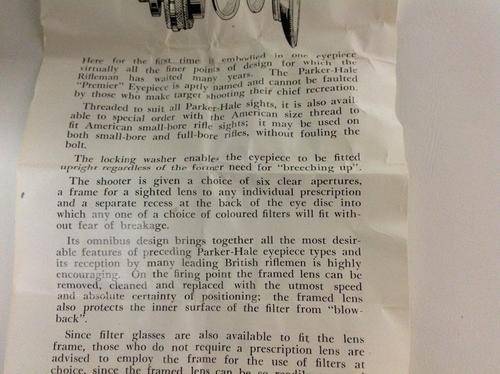 Here for the first time is embodied in one eyepiece
virtually all the finer points of design for which the
Rifleman has waited many years. The Parker-Hale
"Premier" Eyepiece is aptly named and cannot be faulted
by those who make target shooting their chief recreation.
Threaded to suit all Parker-Hale sights, it is also avail-
able to special order with the American size thread to
fit American small-bore rifle sights; it may be used on
both small-bore and full-bore rifles, without fouling the
bolt.
The locking washer enables the eyepiece to be fitted
upright regardless of the former need for "breeching up".
The shooter is given a choice of six clear apertures,
a frame for a sighted lens to any individual prescription
and a separate recess at the back of the eye disc into
which any one of a choice of coloured filters will fit with-
out fear of breakage.
Its omnibus design brings together all the most desir-
able features of preceding Parker-Hale eyepiece types and
its reception by many leading British riflemen is highly
encouraging. On the firing point the framed lens can be
removed, cleaned and replaced with the utmost speed
and absolute certainty of positioning; the framed lens
also protects the inner surface of the filter from "blow-
back".
Since filter glasses are also available to fit the lens
frame, those who do not require a prescription lens are
advised to employ the frame for the use of filters at
choice, since the framed lens can be so